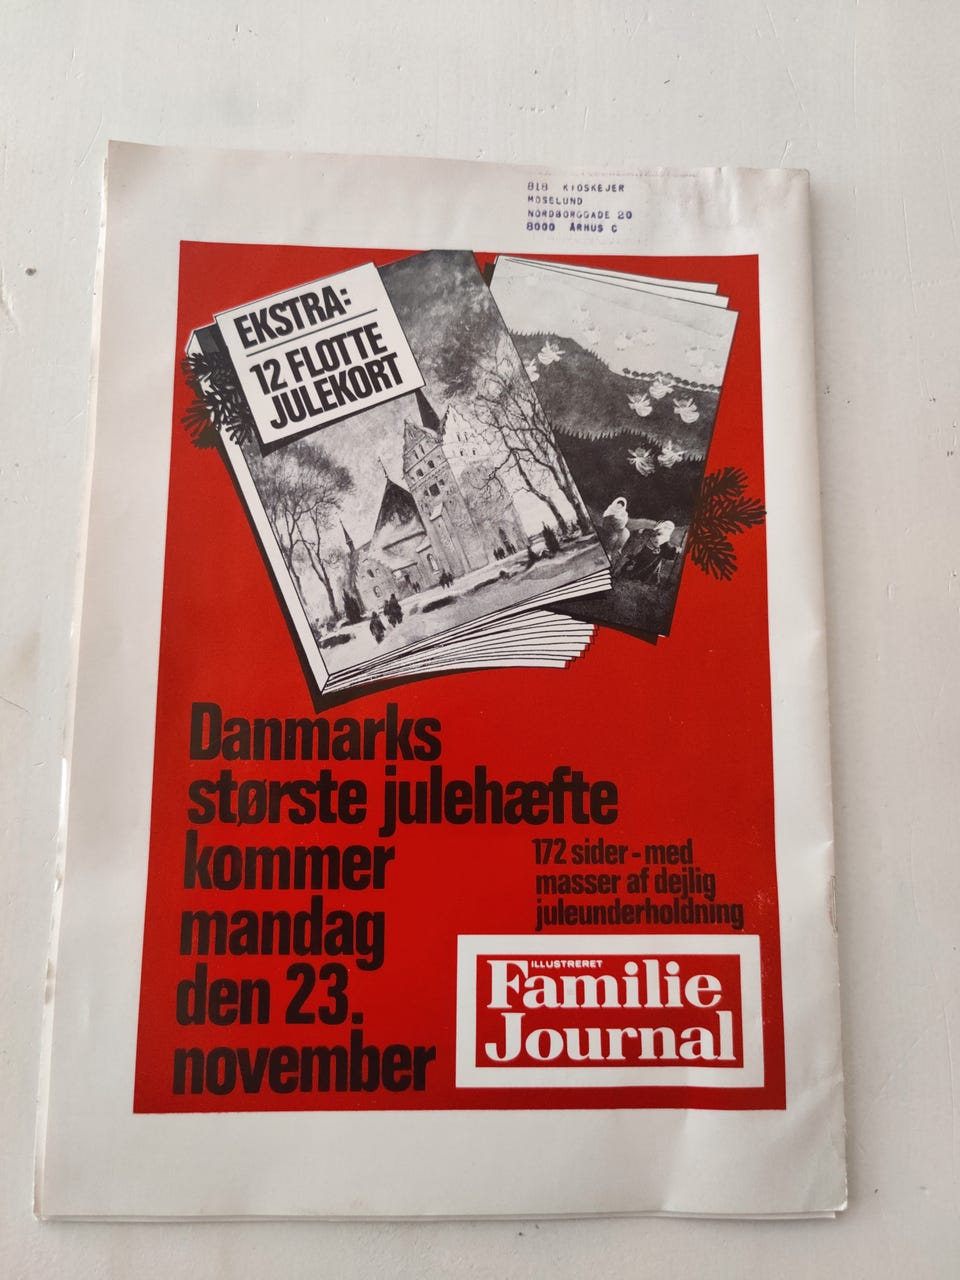 818 KIOSKEJER
MOSELUND
NORDBORGGADE 20
8000 ÅRHUS C
EKSTRA:
12 FLOTTE
JULEKORT
Danmarks
største julehæfte
kommer
mandag
den 23.
november
172 sider - med
masser af dejlig
juleunderholdning
ILLUSTRERET
Familie
Journal